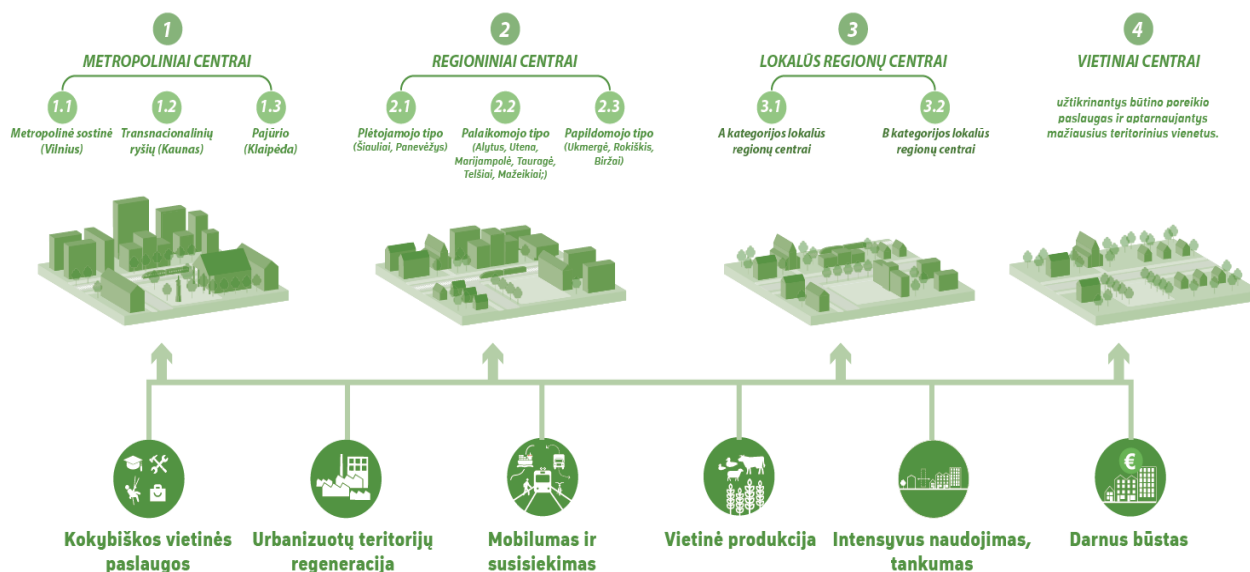 1
METROPOLINIAI CENTRAI
1.1
Metropolinė sostinė
(Vilnius)
1.2
Transnacionalinių
ryšių (Kaunas)
1.3
Pajūrio
(Klaipėda)
2
REGIONINIAI CENTRAI
2.1
Plėtojamojo tipo
(Šiauliai, Panevėžys)
2.2
Palaikomojo tipo
(Alytus, Utena,
Marijampolė, Tauragė,
Telšiai, Mažeikiai;)
2.3
Papildomojo tipo
(Ukmergė, Rokiškis,
Biržai)
3
LOKALŪS REGIONŲ CENTRAI
3.1
A kategorijos lokalūs
regionų centrai
3.2
B kategorijos lokalūs
regionų centrai
4
VIETINIAI CENTRAI
užtikrinantys būtino poreikio
paslaugas ir aptarnaujantys
mažiausius teritorinius vienetus.
Kokybiškos vietinės
paslaugos
Urbanizuotų teritorijų
regeneracija
Mobilumas ir
susisiekimas
Vietinė produkcija
Intensyvus naudojimas,
tankumas
€
Darnus būstas